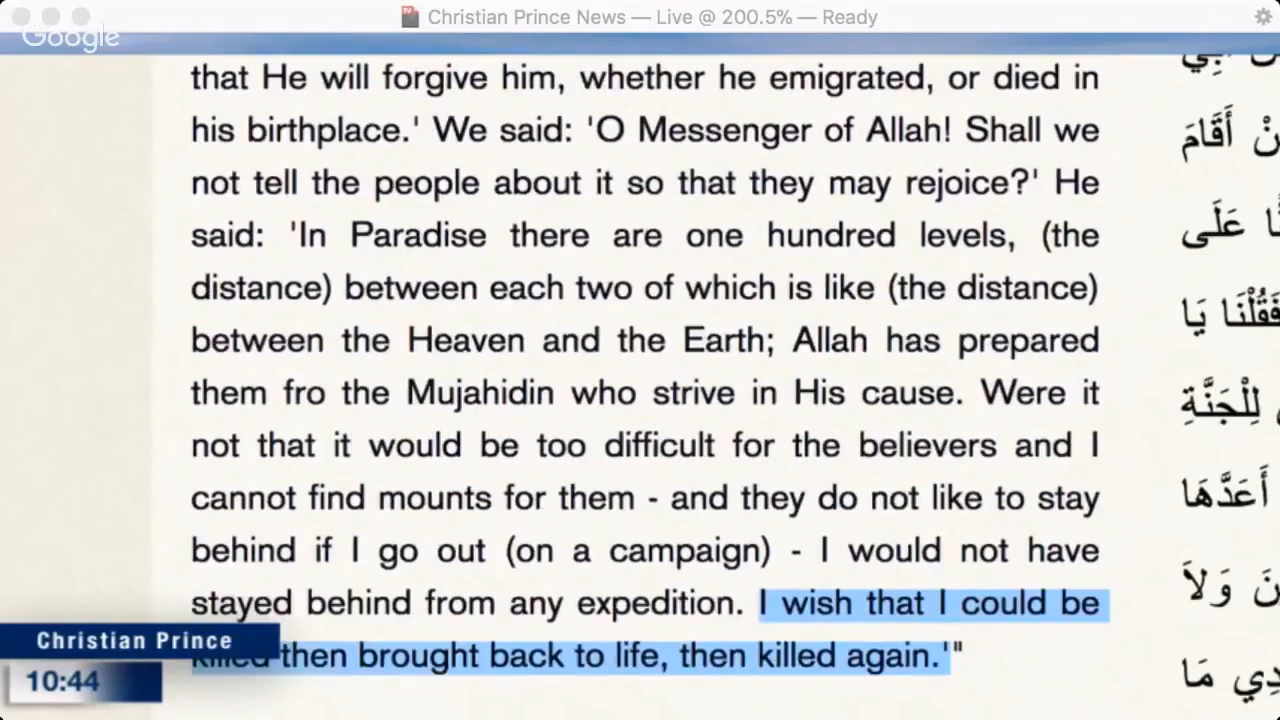 Christian Prince News — Live @ 200.5% — Ready
Google
that He will forgive him, whether he emigrated, or died in
his birthplace.' We said: 'O Messenger of Allah! Shall we
not tell the people about it so that they may rejoice?' He
said: 'In Paradise there are one hundred levels, (the
distance) between each two of which is like (the distance)
between the Heaven and the Earth; Allah has prepared
them fro the Mujahidin who strive in His cause. Were it
not that it would be too difficult for the believers and I
cannot find mounts for them - and they do not like to stay
behind if I go out (on a campaign) - I would not have
stayed behind from any expedition. I wish that I could be
killed then brought back to life, then killed again.'"
أَقَامَ
عَلَى
فَقُلْنَا يَا
لِلْجَنَّةِ
أَعَدَّهَا
وَلاَ
مَا
Christian Prince
10:44